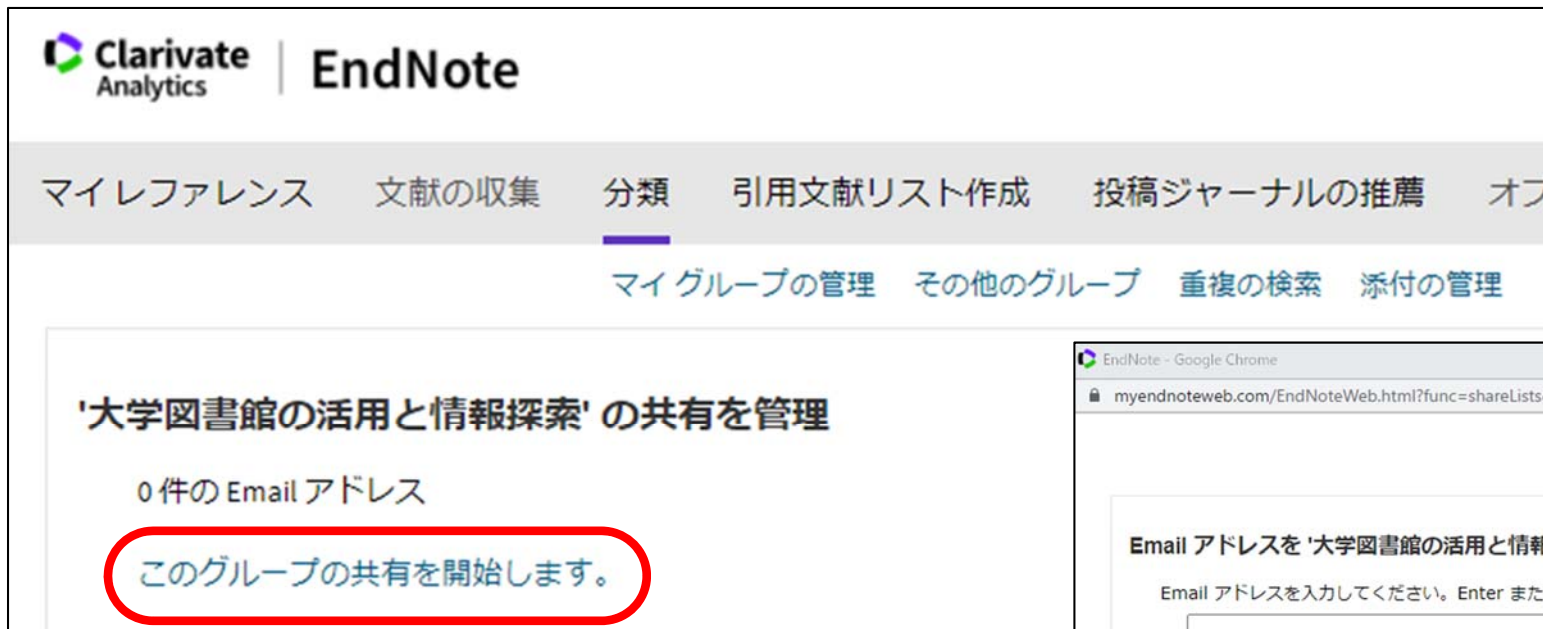 Clarivate
Analytics
EndNote
マイレファレンス 文献の収集 分類 引用文献リスト作成 投稿ジャーナルの推薦 オフ
マイ グループの管理 その他のグループ 重複の検索 添付の管理
'大学図書館の活用と情報探索' の共有を管理
0 件の Email アドレス
このグループの共有を開始します。
EndNote - Google Chrome
myendnoteweb.com/EndNoteWeb.html?func=shareLists
Email アドレスを '大学図書館の活用と情報
Email アドレスを入力してください。Enter また